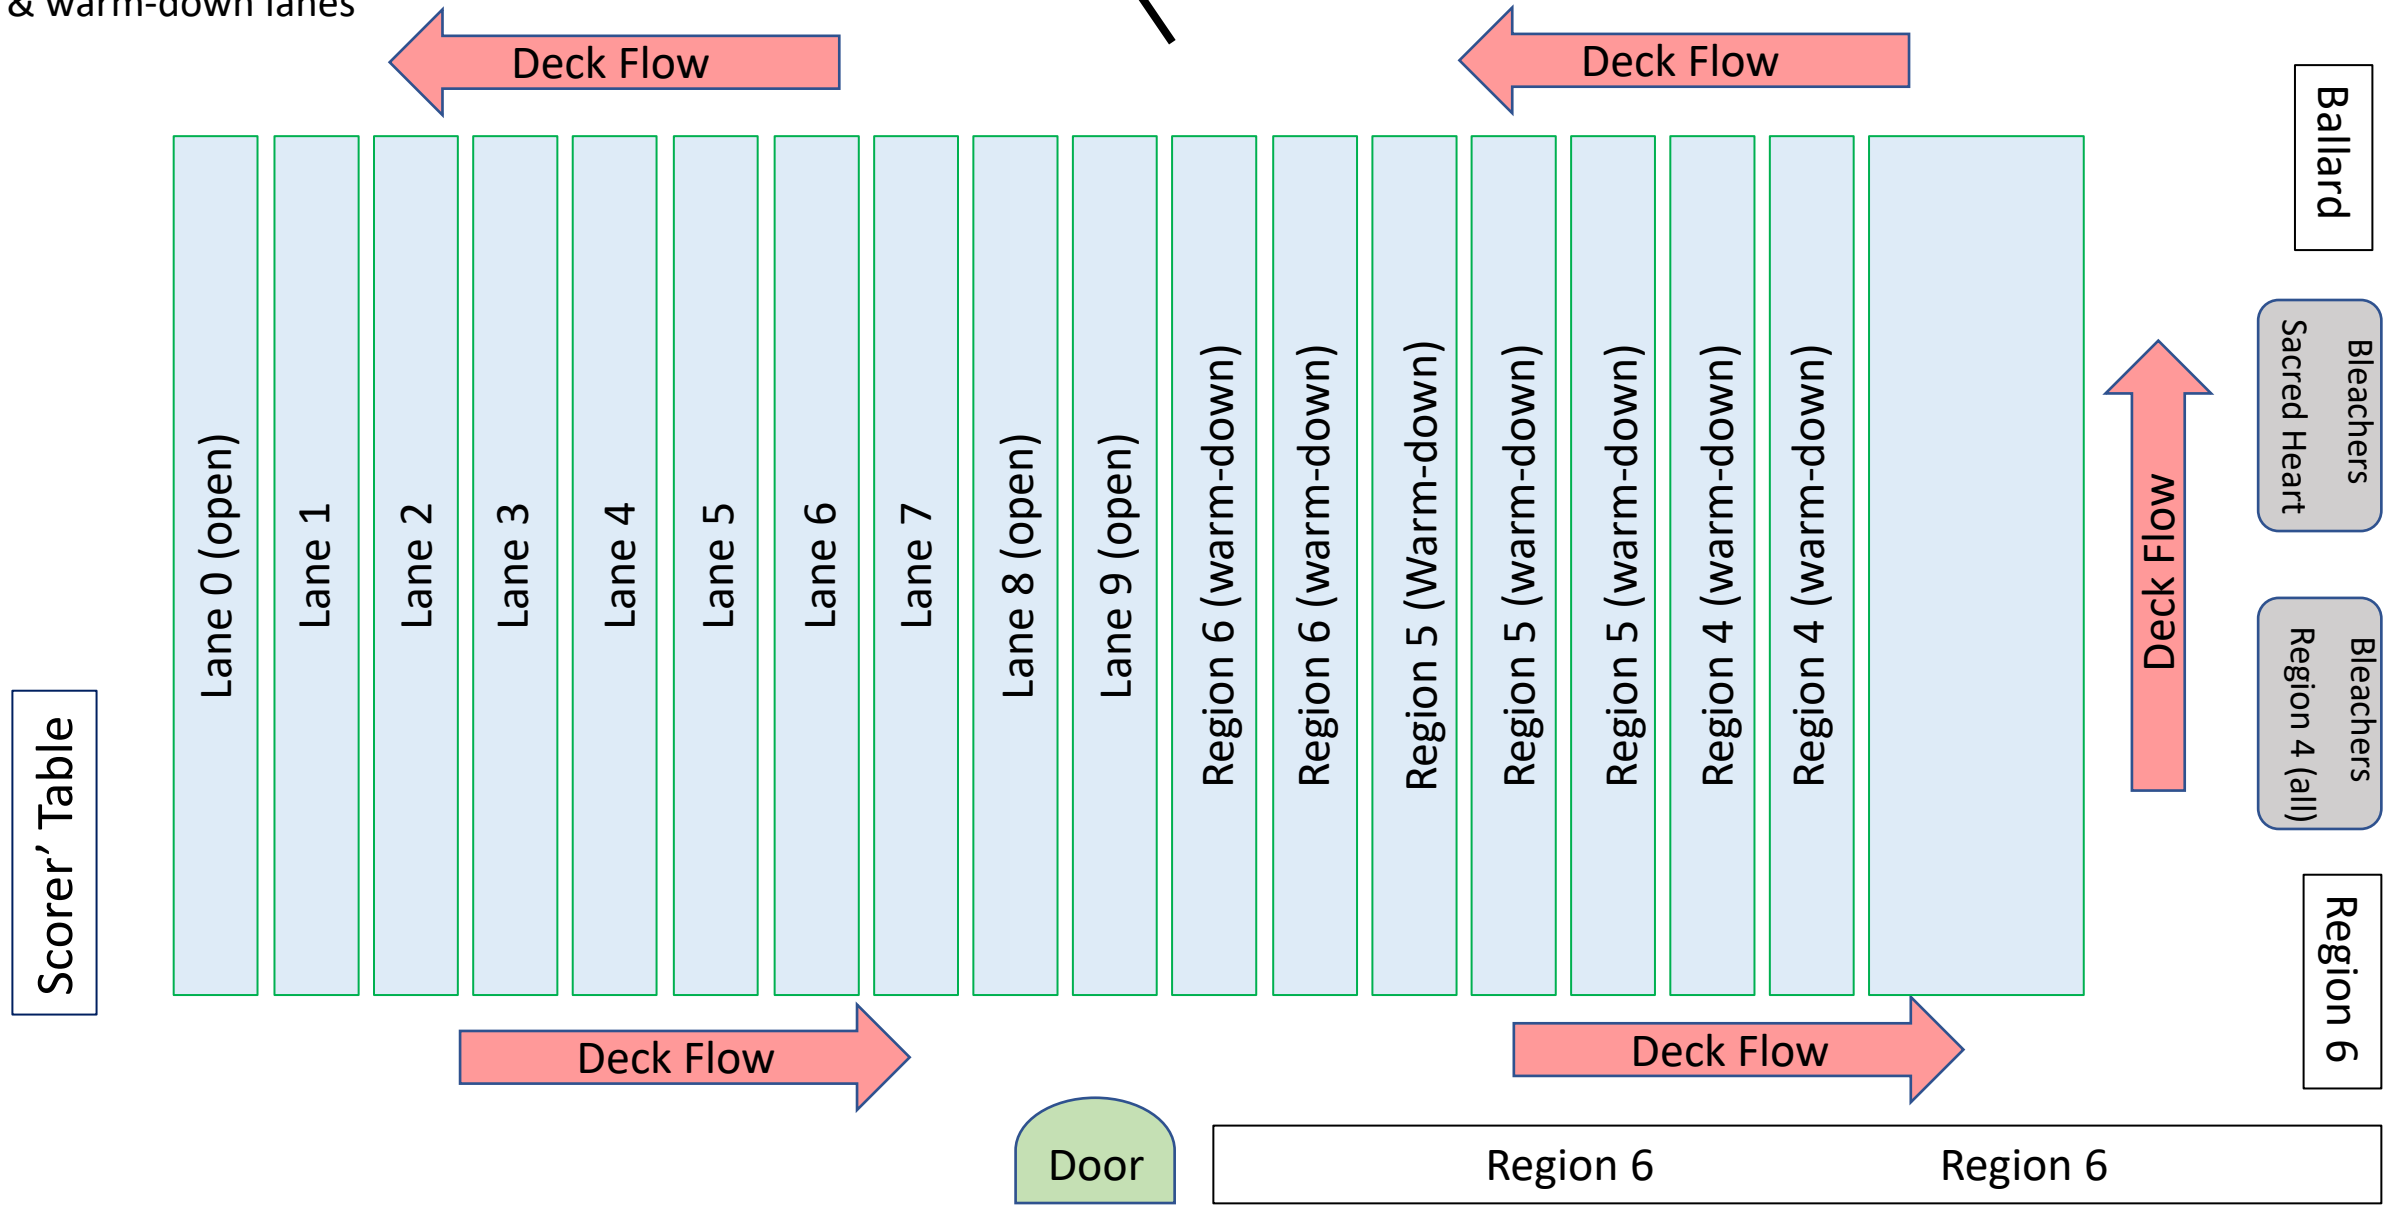 & warm-down lanes
Deck Flow
Deck Flow
Ballard
Bleachers
Sacred Heart
Bleachers
Region 4 (all)
Region 6
Deck Flow
Scorer’ Table
Lane 0 (open)
Lane 1
Lane 2
Lane 3
Lane 4
Lane 5
Lane 6
Lane 7
Lane 8 (open)
Lane 9 (open)
Region 6 (warm-down)
Region 6 (warm-down)
Region 5 (Warm-down)
Region 5 (warm-down)
Region 5 (warm-down)
Region 4 (warm-down)
Region 4 (warm-down)
Deck Flow
Deck Flow
Door
Region 6
Region 6